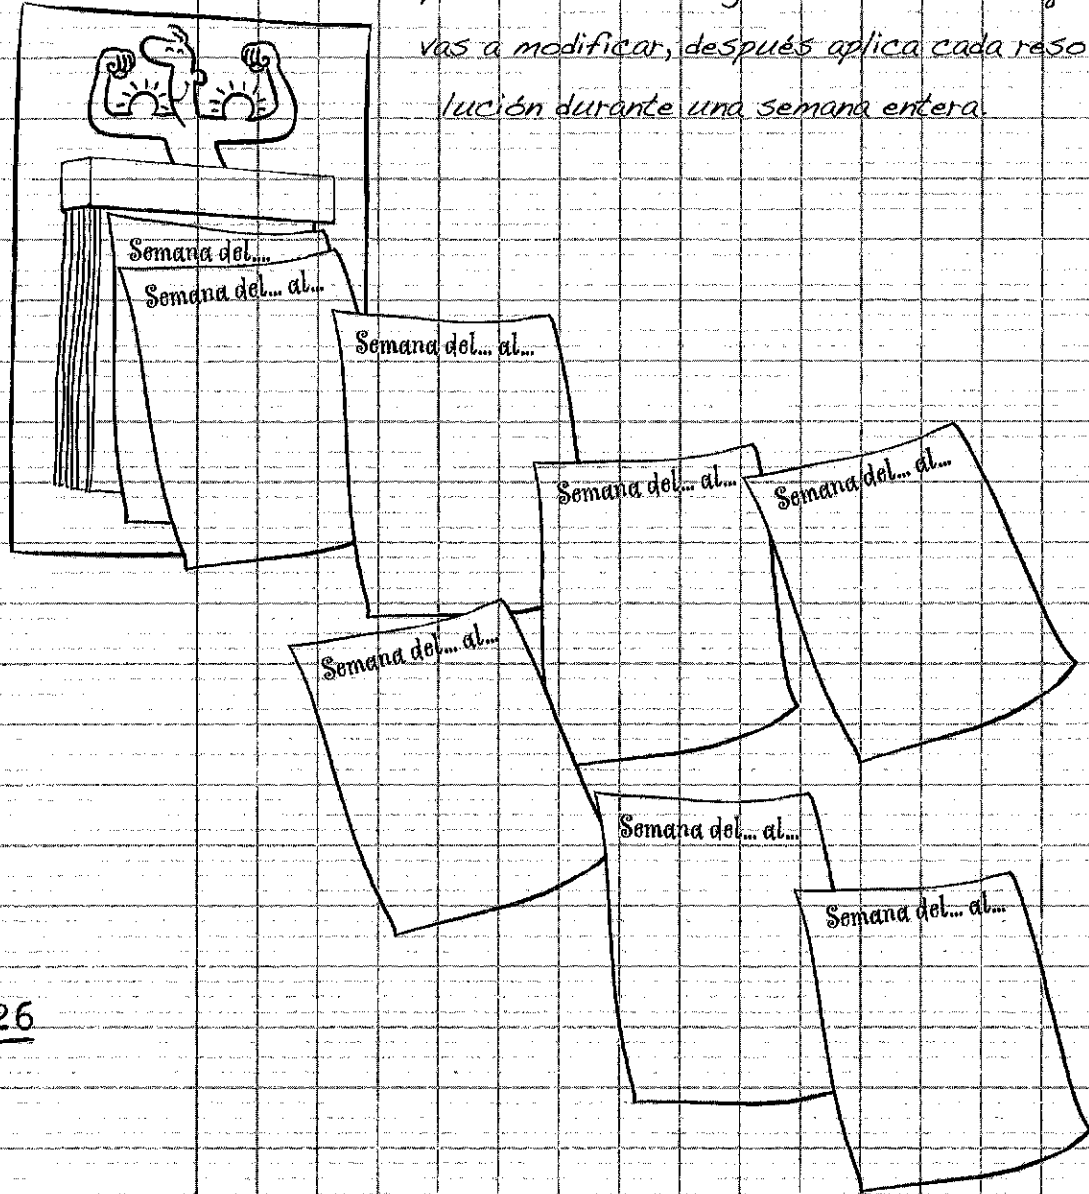 vas a modificar, después aplica cada reso
lución durante una semana entera.
Semana del....
Semana del... al...
Semana del... al...
Semana del... al...
Semana del... al...
Semana del... al...
Semana del... al...
Semana del... al...
26